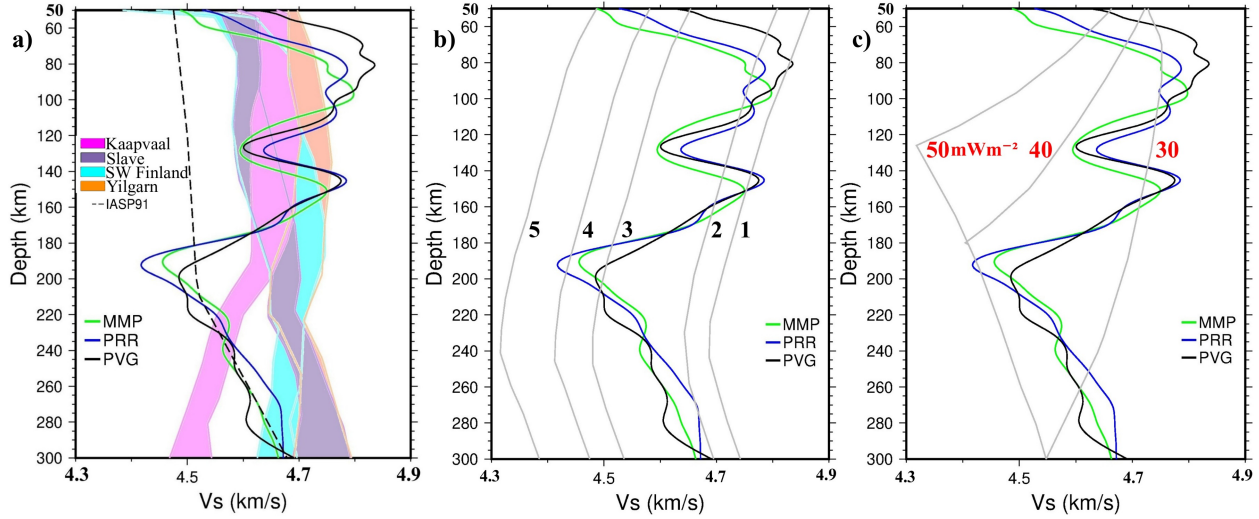 a)
50
60
80
100
120
140
160
180
200
220
240
260
280
300
Depth (km)
Kaapvaal
Slave
SW Finland
Yilgarn
--IASP91
MMP
PRR
PVG
4.3 4.5 4.7 4.9
Vs (km/s)
b)
50
60
80
100
120
140
160
180
200
220
240
260
280
300
Depth (km)
5 4 3 2 1
MMP
PRR
PVG
4.3 4.5 4.7 4.9
Vs (km/s)
c)
50
60
80
100
120
140
160
180
200
220
240
260
280
300
Depth (km)
50mWm⁻² 40 30
MMP
PRR
PVG
4.3 4.5 4.7 4.9
Vs (km/s)